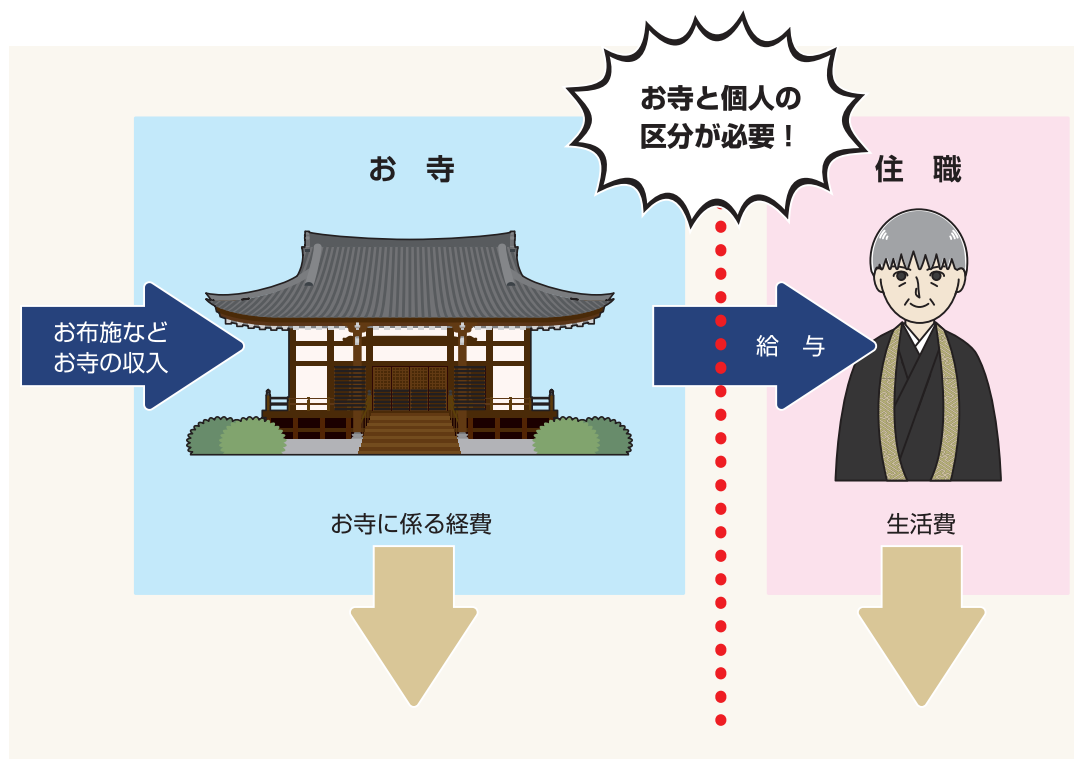 お寺と個人の
区分が必要！
お　寺
住　職
お布施など
お寺の収入
給　与
お寺に係る経費
生活費